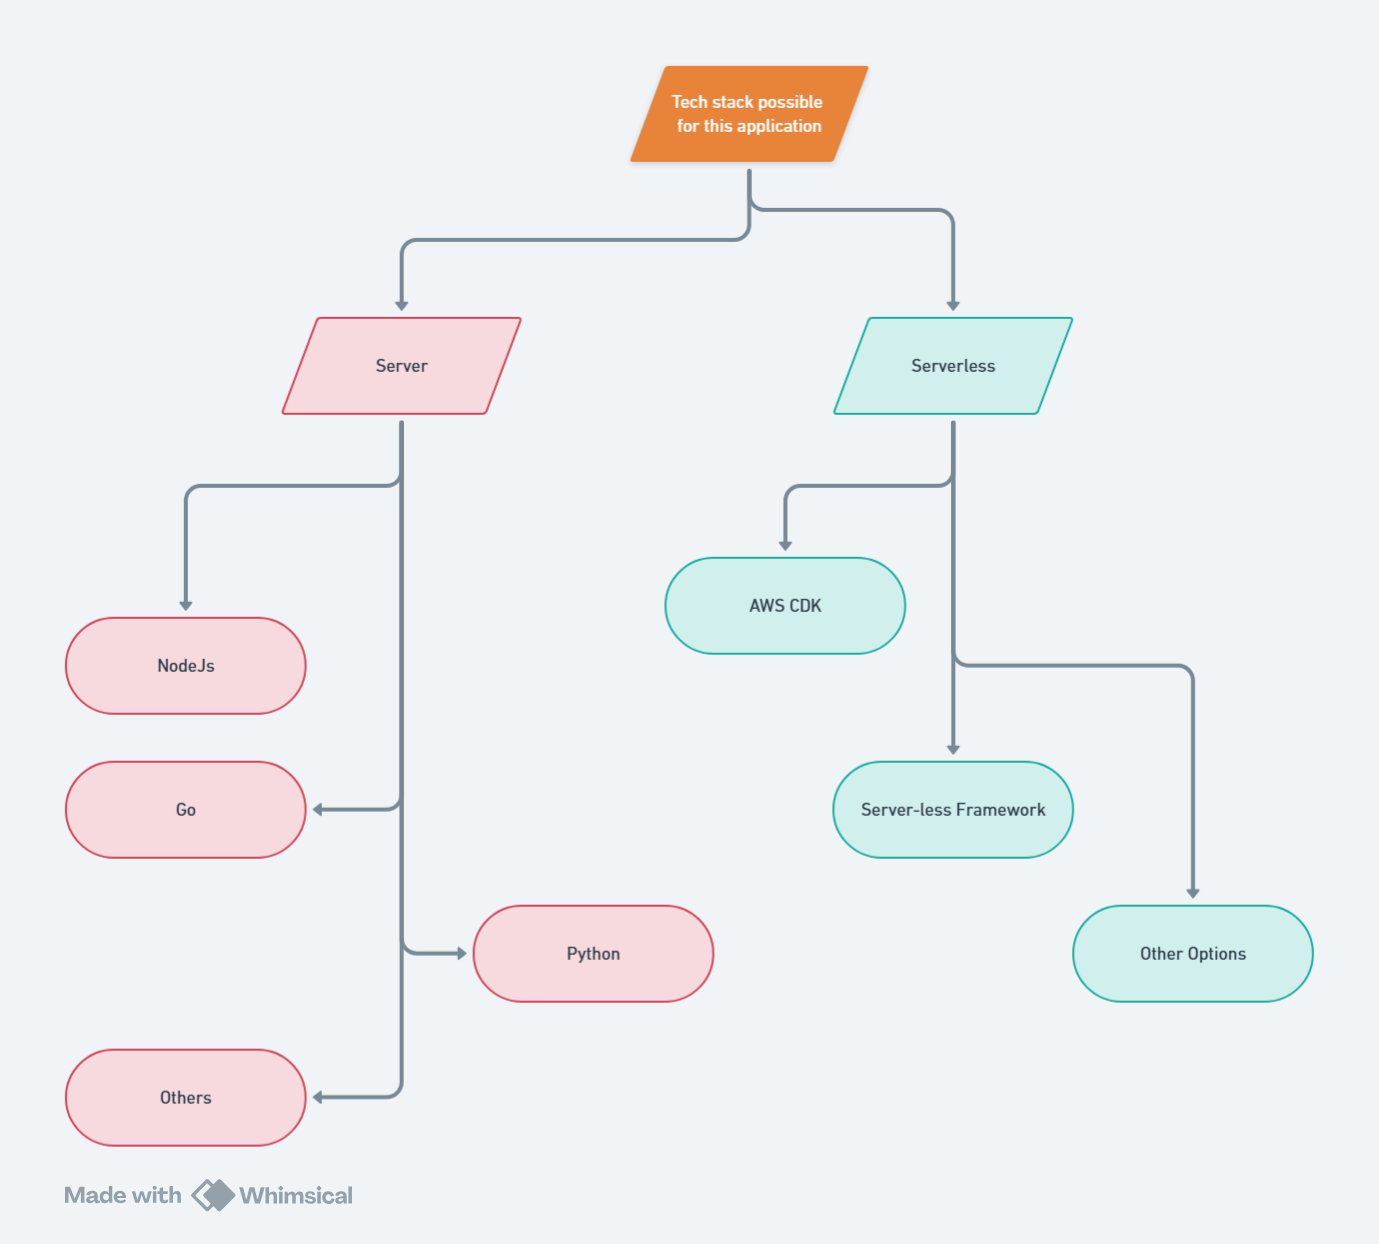 Tech stack possible
for this application
Server
Serverless
AWS CDK
NodeJs
Go
Server-less Framework
Python
Other Options
Others
Made with Whimsical